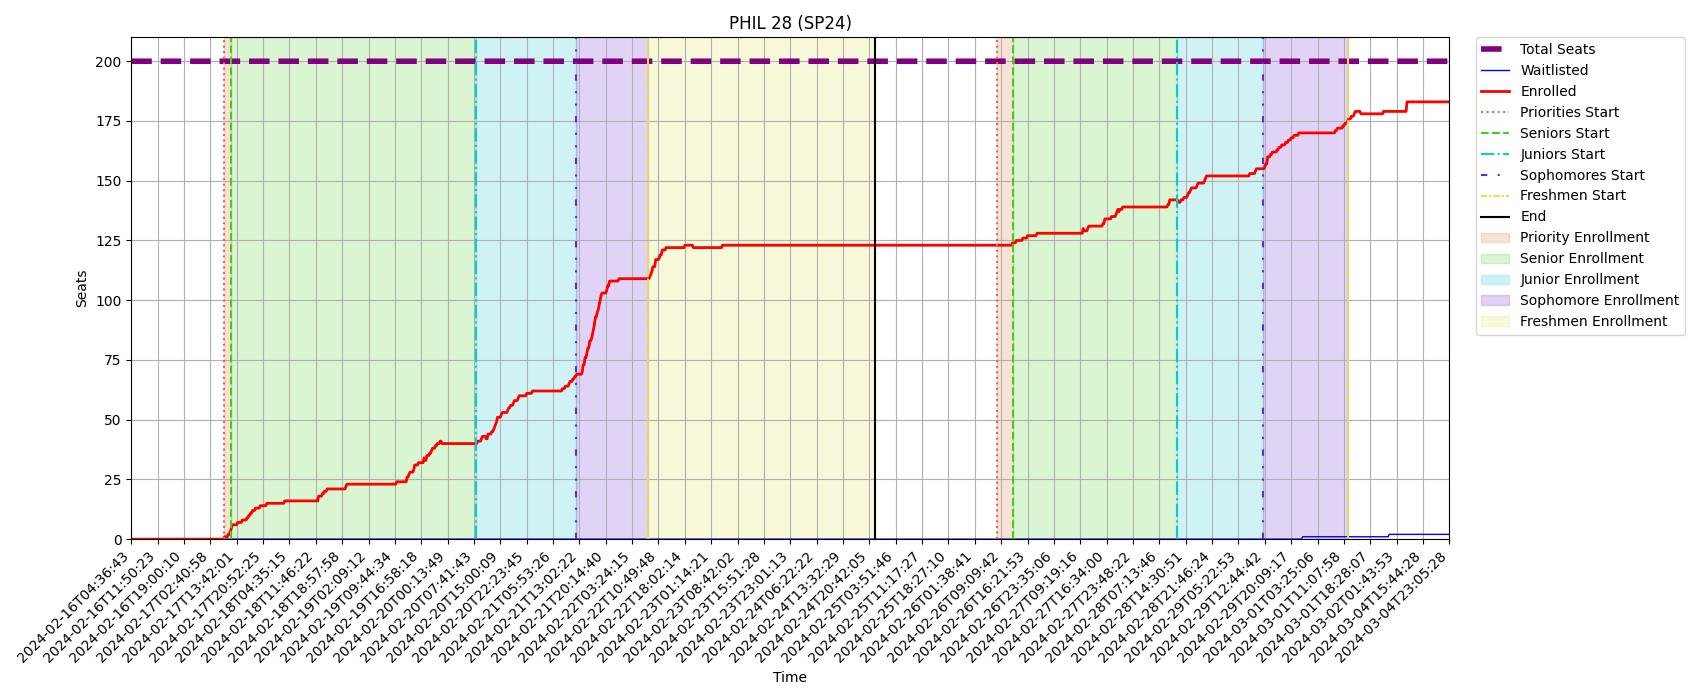 PHIL 28 (SP24)
Seats
200
175
150
125
100
75
50
25
0
2024-02-16T04:36:43
2024-02-16T11:50:23
2024-02-16T19:00:10
2024-02-17T02:40:58
2024-02-17T13:42:01
2024-02-17T20:52:25
2024-02-18T04:35:15
2024-02-18T11:46:22
2024-02-18T18:57:58
2024-02-19T02:09:12
2024-02-19T09:44:34
2024-02-19T16:58:18
2024-02-20T00:13:49
2024-02-20T07:41:43
2024-02-20T15:00:09
2024-02-20T22:23:45
2024-02-21T05:53:26
2024-02-21T13:02:22
2024-02-21T20:14:40
2024-02-22T03:24:15
2024-02-22T10:49:48
2024-02-22T18:02:14
2024-02-23T01:14:21
2024-02-23T08:42:02
2024-02-23T15:51:28
2024-02-23T23:01:13
2024-02-24T06:22:22
2024-02-24T13:32:29
2024-02-24T20:42:05
2024-02-25T03:51:46
2024-02-25T11:17:27
2024-02-25T18:27:10
2024-02-26T01:38:41
2024-02-26T09:09:42
2024-02-26T16:21:53
2024-02-26T23:35:06
2024-02-27T09:19:16
2024-02-27T16:34:00
2024-02-27T23:48:22
2024-02-28T07:13:46
2024-02-28T14:30:51
2024-02-28T21:46:24
2024-02-29T05:22:53
2024-02-29T12:44:42
2024-02-29T20:09:17
2024-03-01T03:25:06
2024-03-01T11:07:58
2024-03-01T18:28:07
2024-03-02T01:43:53
2024-03-04T15:44:28
2024-03-04T23:05:28
Time
Total Seats
Waitlisted
Enrolled
Priorities Start
Seniors Start
Juniors Start
Sophomores Start
Freshmen Start
End
Priority Enrollment
Senior Enrollment
Junior Enrollment
Sophomore Enrollment
Freshmen Enrollment